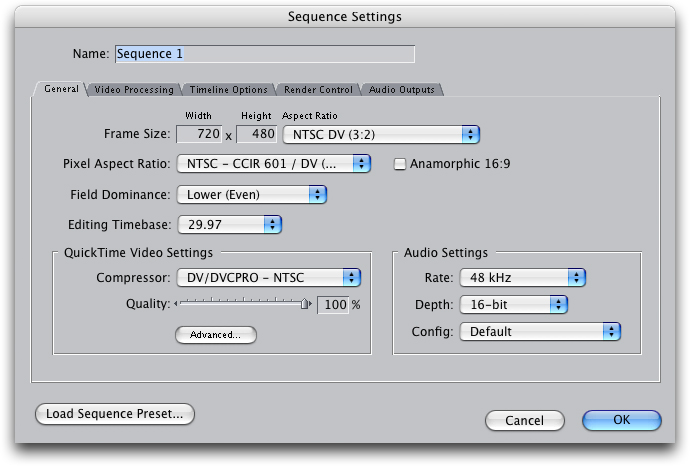 Sequence Settings
Name: Sequence 1
General Video Processing Timeline Options Render Control Audio Outputs
Width Height Aspect Ratio
Frame Size: 720 x 480 NTSC DV (3:2)
Pixel Aspect Ratio: NTSC - CCIR 601 / DV (... Anamorphic 16:9
Field Dominance: Lower (Even)
Editing Timebase: 29.97
QuickTime Video Settings Audio Settings
Compressor: DV/DVCPRO - NTSC Rate: 48 kHz
Quality: 100 % Depth: 16-bit
Advanced... Config: Default
Load Sequence Preset... Cancel OK